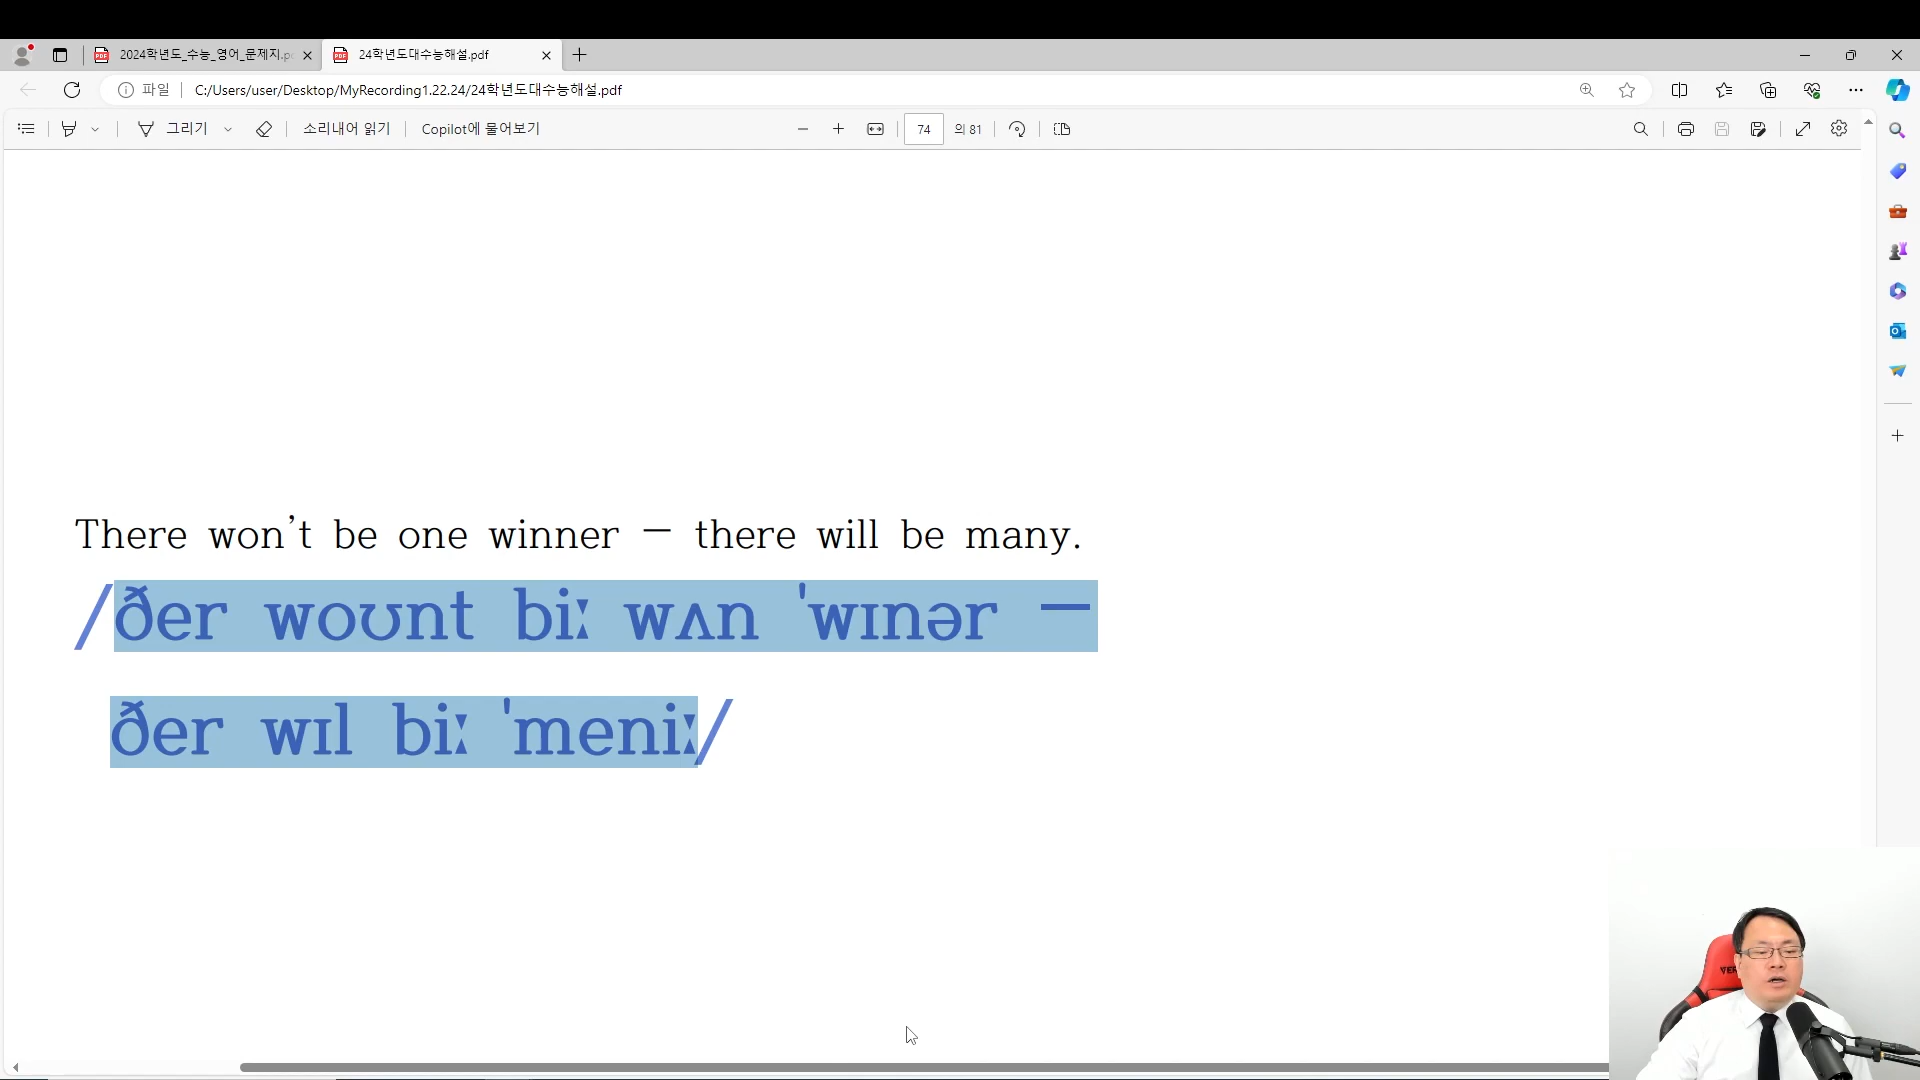 2024학년도_수능_영어_문제지.p
24학년도대수능해설.pdf
파일
C:/Users/user/Desktop/MyRecording1.22.24/24학년도대수능해설.pdf
그리기
소리내어 읽기
Copilot에 물어보기
74
의 81
There won't be one winner — there will be many.
/ðer woʊnt biː wʌn ˈwɪnər —
ðer wɪl biː ˈmeniː/